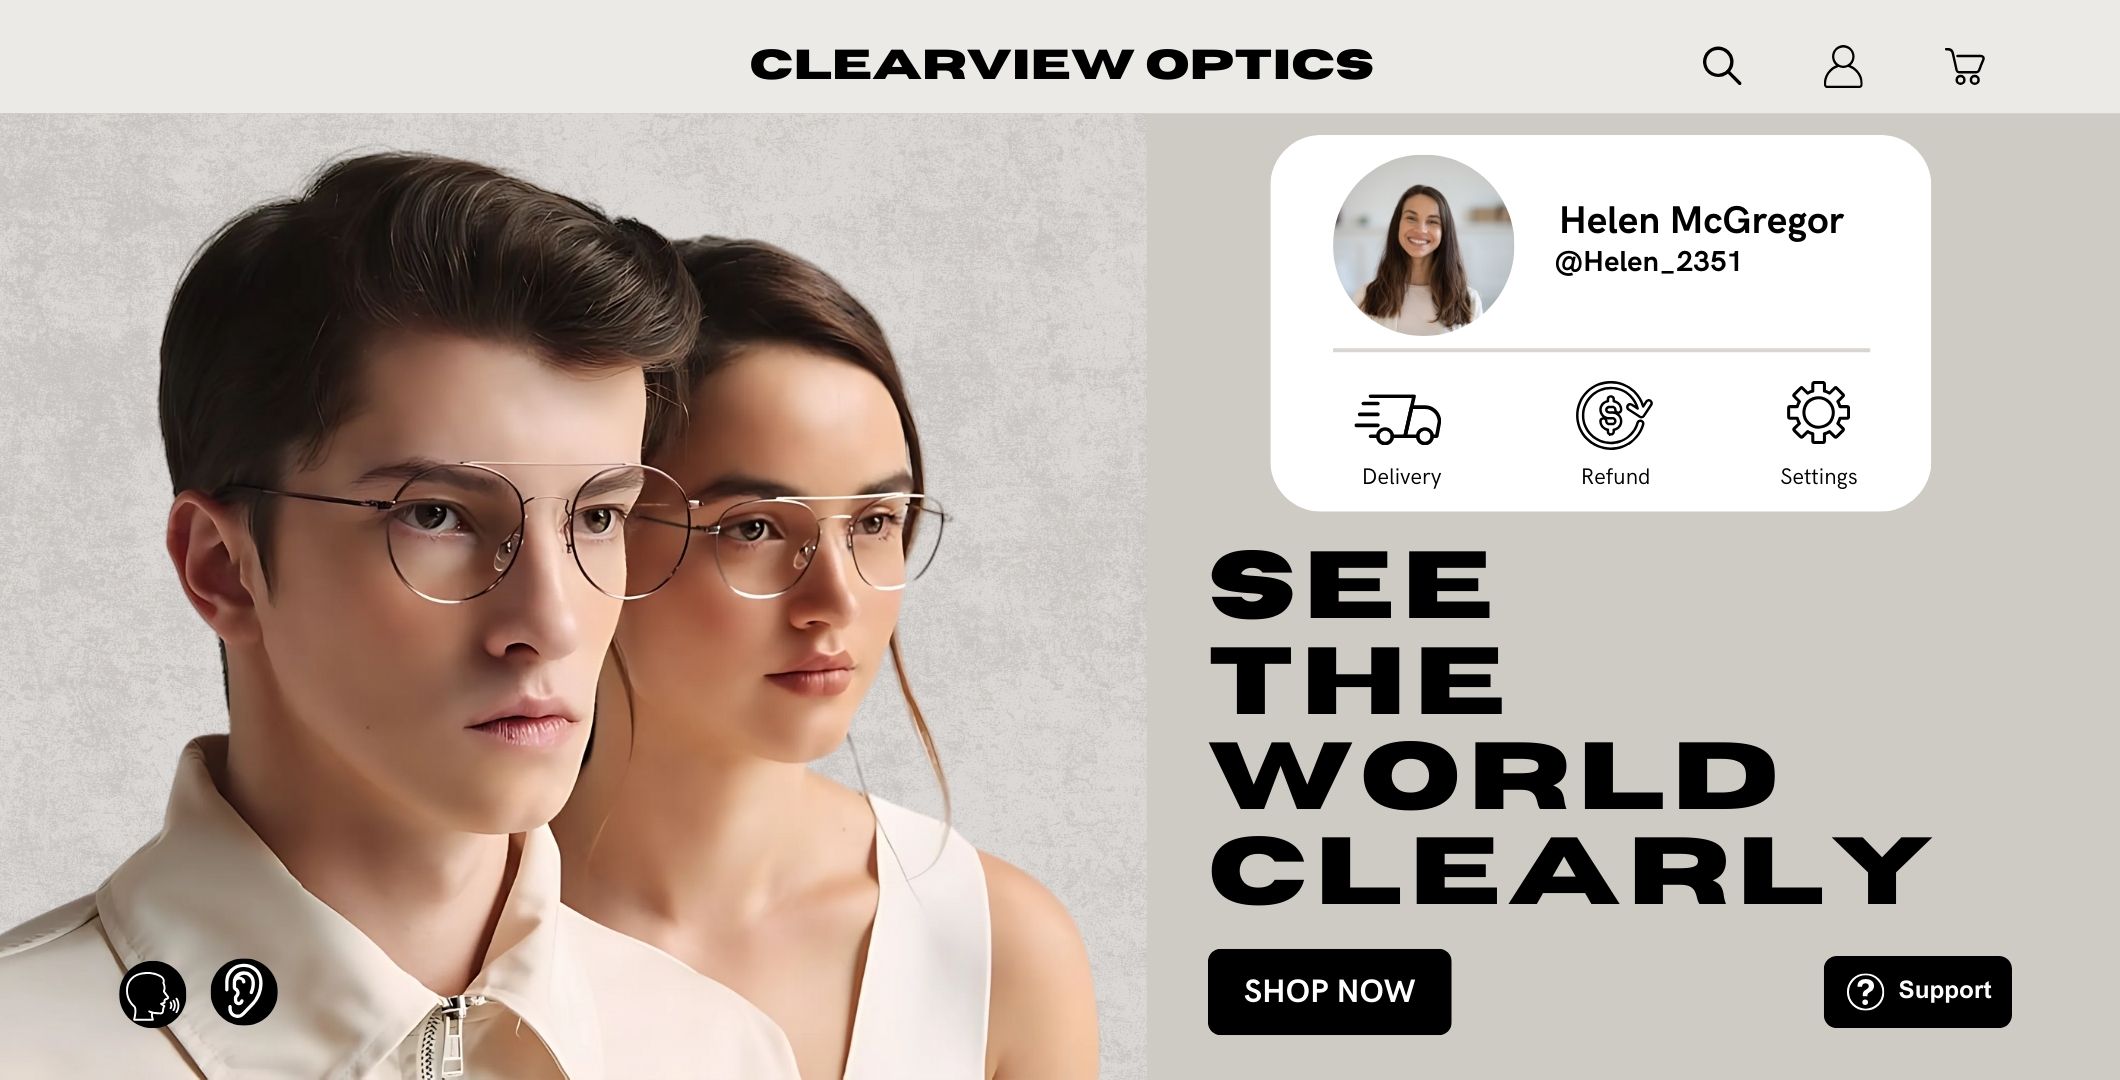 CLEARVIEW OPTICS
Helen McGregor
@Helen_2351
Delivery
Refund
Settings
SEE
THE
WORLD
CLEARLY
SHOP NOW
Support